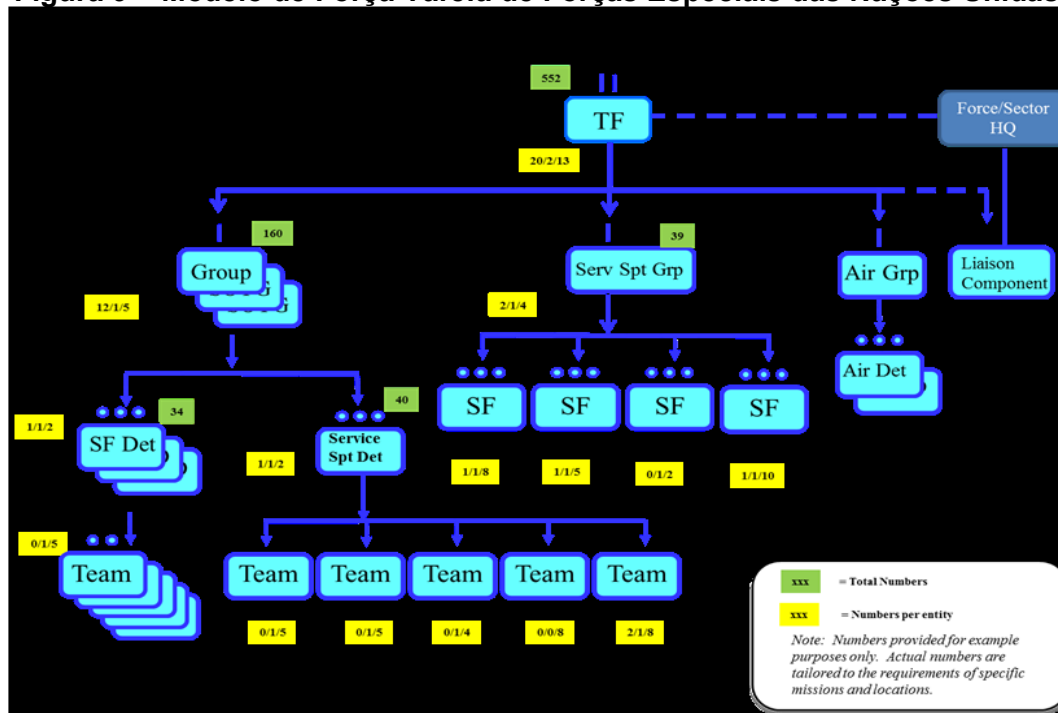 552
TF
Force/Sector
HQ
20/2/13
160
39
Group
Serv Spt Grp
Air Grp
Liaison
Component
12/1/5
2/1/4
34
40
Air Det
SF
SF
SF
SF
1/1/2
SF Det
Service
Spt Det
1/1/2
1/1/8
1/1/5
0/1/2
1/1/10
0/1/5
Team
Team
Team
Team
Team
Team
0/1/5
0/1/5
0/1/4
0/0/8
2/1/8
xxx = Total Numbers
xxx = Numbers per entity
Note: Numbers provided for example
purposes only. Actual numbers are
tailored to the requirements of specific
missions and locations.